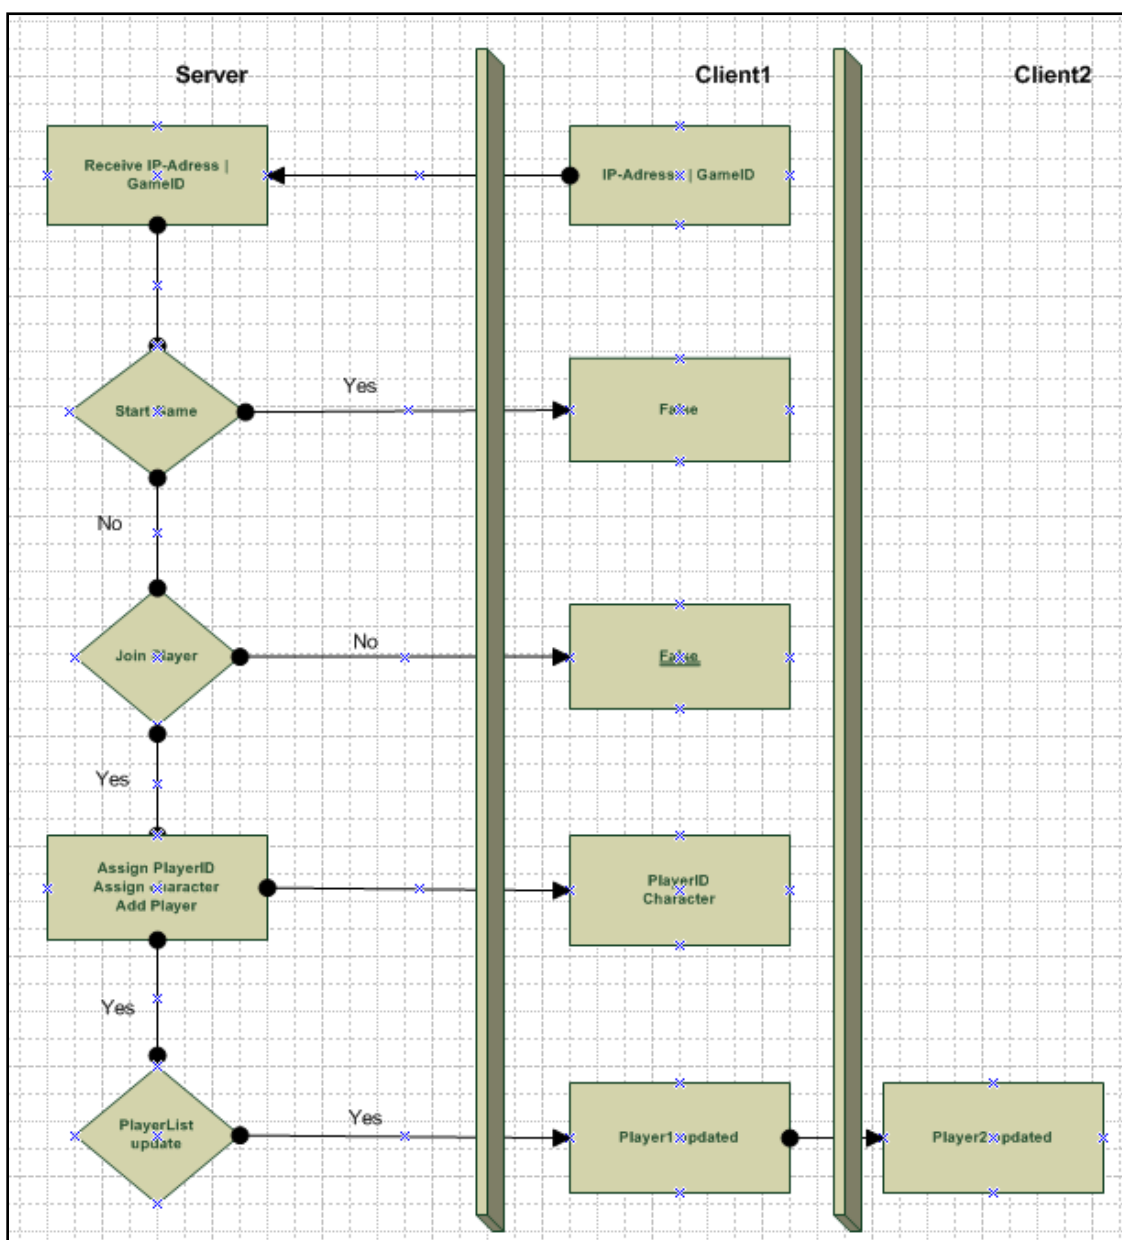 Server
Client1
Client2
Receive IP-Adress |
GameID
IP-Adress | GameID
Start Game
Yes
False
No
Join Player
No
False
Yes
Assign PlayerID
Assign character
Add Player
PlayerID
Character
Yes
PlayerList
update
Yes
Player1 updated
Player2 updated